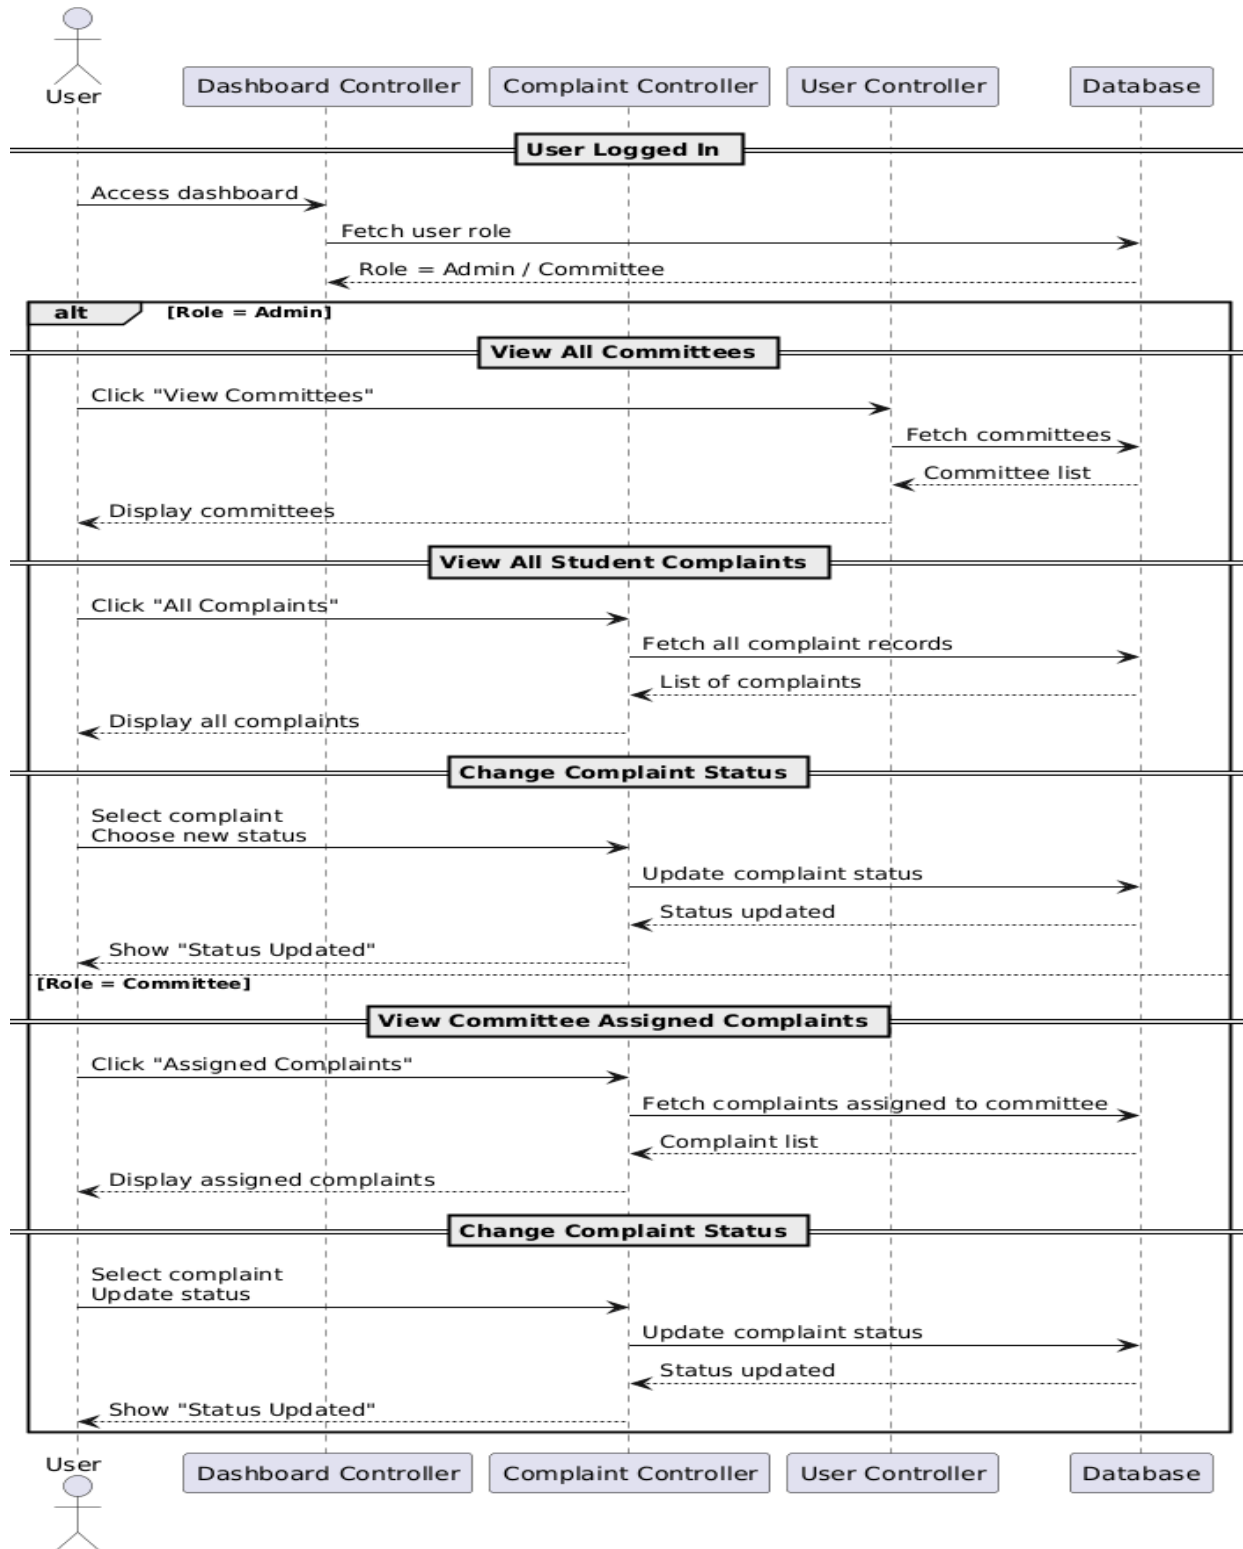 User
Dashboard Controller
Complaint Controller
User Controller
Database
User Logged In
Access dashboard
Fetch user role
Role = Admin / Committee
alt
[Role = Admin]
View All Committees
Click "View Committees"
Fetch committees
Committee list
Display committees
View All Student Complaints
Click "All Complaints"
Fetch all complaint records
List of complaints
Display all complaints
Change Complaint Status
Select complaint
Choose new status
Update complaint status
Status updated
Show "Status Updated"
[Role = Committee]
View Committee Assigned Complaints
Click "Assigned Complaints"
Fetch complaints assigned to committee
Complaint list
Display assigned complaints
Change Complaint Status
Select complaint
Update status
Update complaint status
Status updated
Show "Status Updated"
User
Dashboard Controller
Complaint Controller
User Controller
Database